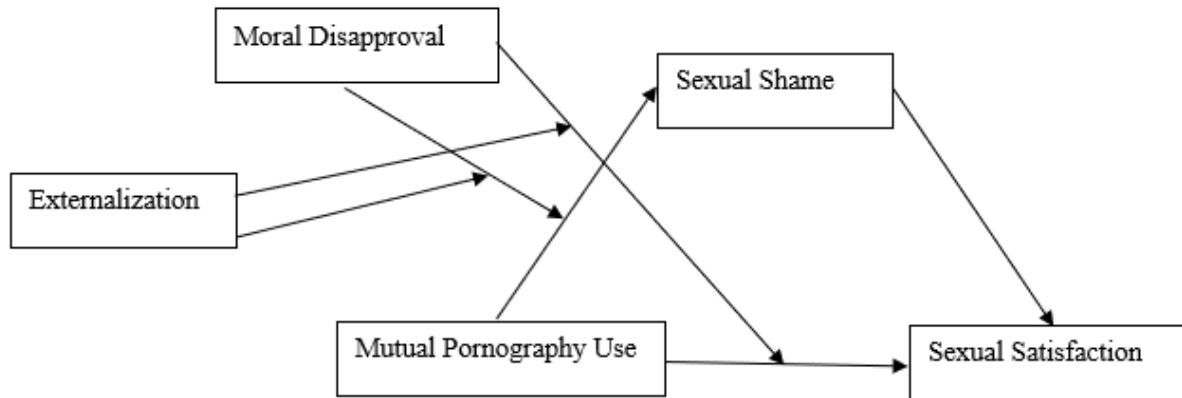 Moral Disapproval
Sexual Shame
Externalization
Mutual Pornography Use
Sexual Satisfaction